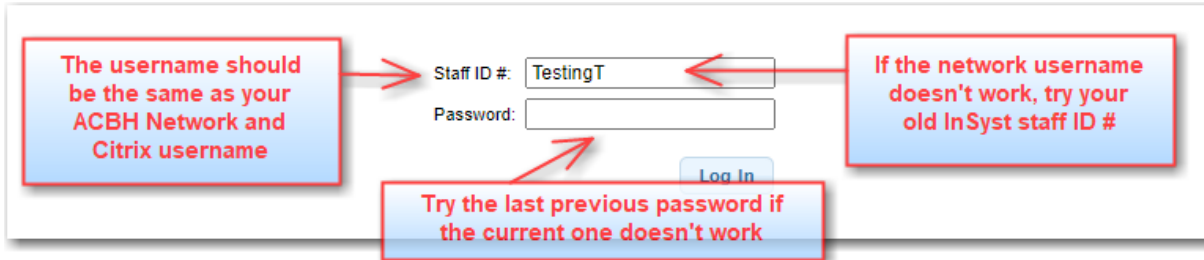 The username should
be the same as your
ACBH Network and
Citrix username
Staff ID #:
TestingT
Password:
Log In
If the network username
doesn't work, try your
old InSyst staff ID #
Try the last previous password if
the current one doesn't work